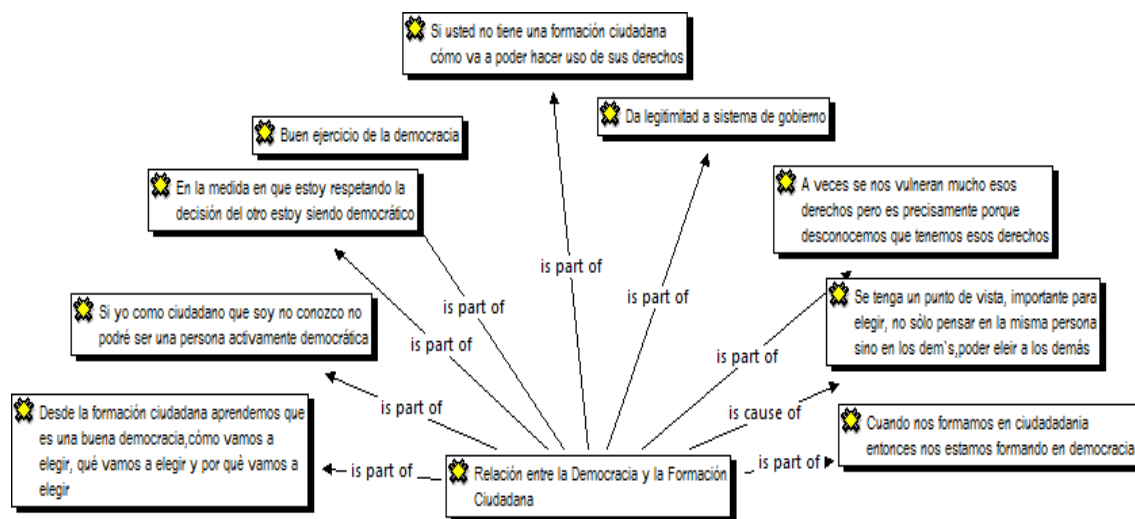 Si usted no tiene una formación ciudadana
cómo va a poder hacer uso de sus derechos
Da legitimidad a sistema de gobierno
Buen ejercicio de la democracia
En la medida en que estoy respetando la
decisión del otro estoy siendo democrático
A veces se nos vulneran mucho esos
derechos pero es precisamente porque
desconocemos que tenemos esos derechos
is part of
is part of
is part of
is part of
is part of
Se tenga un punto de vista, importante para
elegir, no sòlo pensar en la misma persona
sino en los dem`s,poder eleir a los demás
Si yo como ciudadano que soy no conozco no
podré ser una persona activamente democrática
is part of
is cause of
Desde la formación ciudadana aprendemos que
es una buena democracia,cómo vamos a
elegir, qué vamos a elegir y por què vamos a
elegir
Cuando nos formamos en ciudadadania
entonces nos estamos formando en democracia
is part of
is part of
Relación entre la Democracia y la Formación
Ciudadana